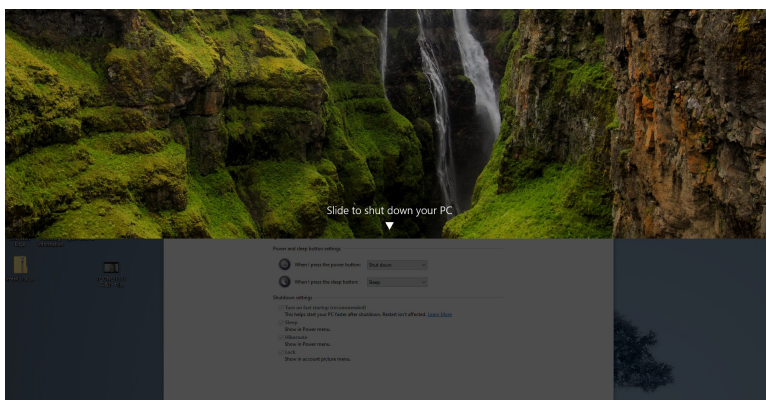 Slide to shut down your PC
Power and sleep button settings
When I press the power button: Shut down
When I press the sleep button: Sleep
Shutdown settings
Turn on fast startup (recommended)
This helps start your PC faster after shutdown. Restart isn't affected. Learn More
Sleep
Show in Power menu.
Hibernate
Show in Power menu.
Lock
Show in account picture menu.